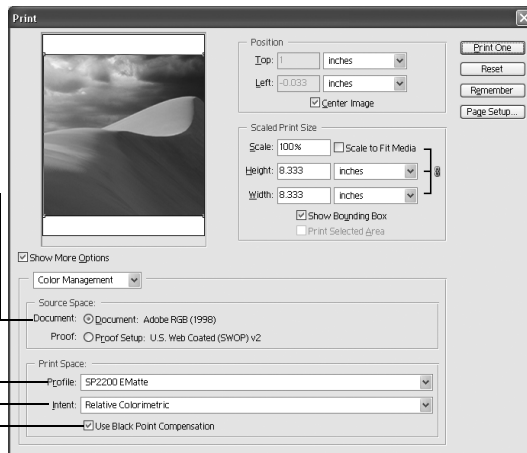 Print
Position
Top: 1 inches
Left: -0.033 inches
Center Image
Scaled Print Size
Scale: 100% Scale to Fit Media
Height: 8.333 inches
Width: 8.333 inches
Show Bounding Box
Print Selected Area
Print One
Reset
Remember
Page Setup...
Show More Options
Color Management
Source Space:
Document: Document: Adobe RGB (1998)
Proof: Proof Setup: U.S. Web Coated (SWOP) v2
Print Space:
Profile: SP2200 EMatte
Intent: Relative Colorimetric
Use Black Point Compensation